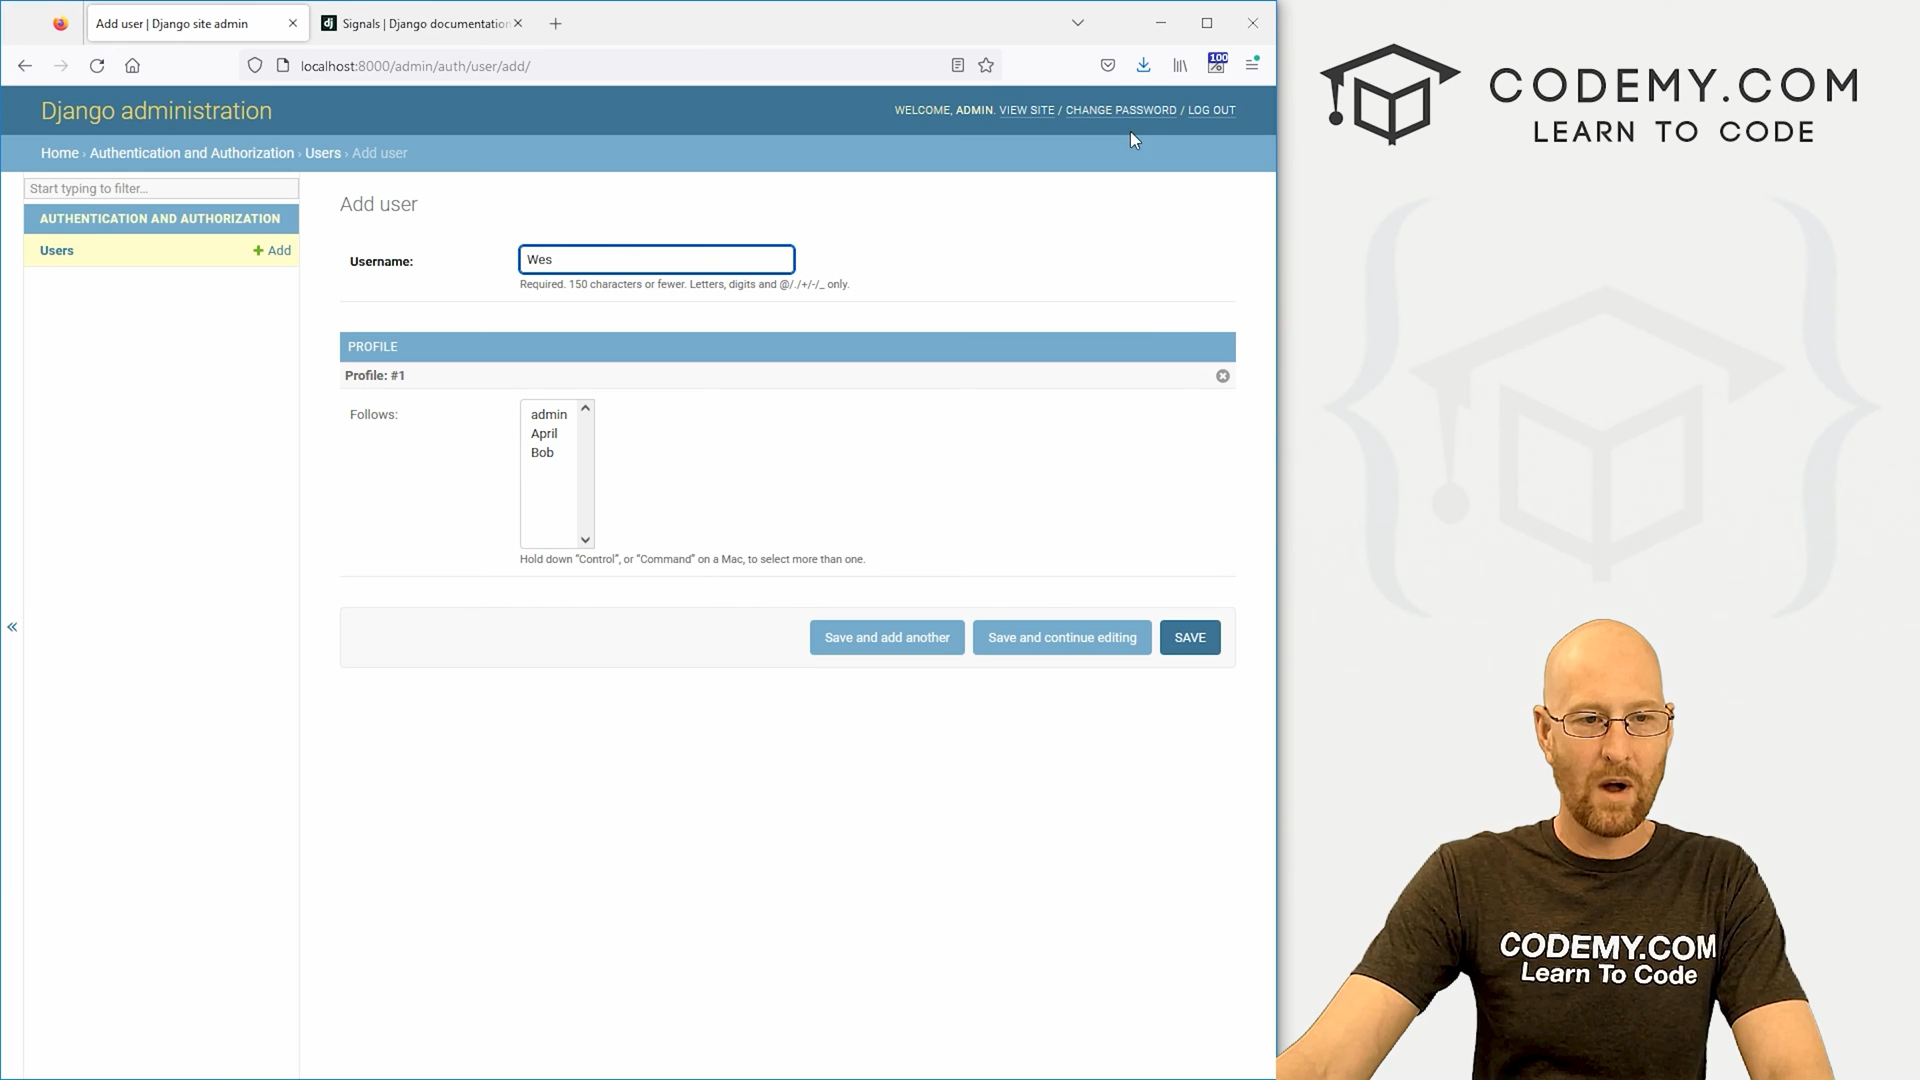 Add user | Django site admin
Signals | Django documentation
localhost:8000/admin/auth/user/add/
100
Django administration
WELCOME, ADMIN. VIEW SITE / CHANGE PASSWORD / LOG OUT
Home › Authentication and Authorization › Users › Add user
Start typing to filter...
AUTHENTICATION AND AUTHORIZATION
Users
+ Add
Add user
Username:
Wes
Required. 150 characters or fewer. Letters, digits and @/./+/-/_ only.
PROFILE
Profile: #1
Follows:
admin
April
Bob
Hold down “Control”, or “Command” on a Mac, to select more than one.
Save and add another
Save and continue editing
SAVE
CODEMY.COM
LEARN TO CODE
CODEMY.COM
Learn To Code